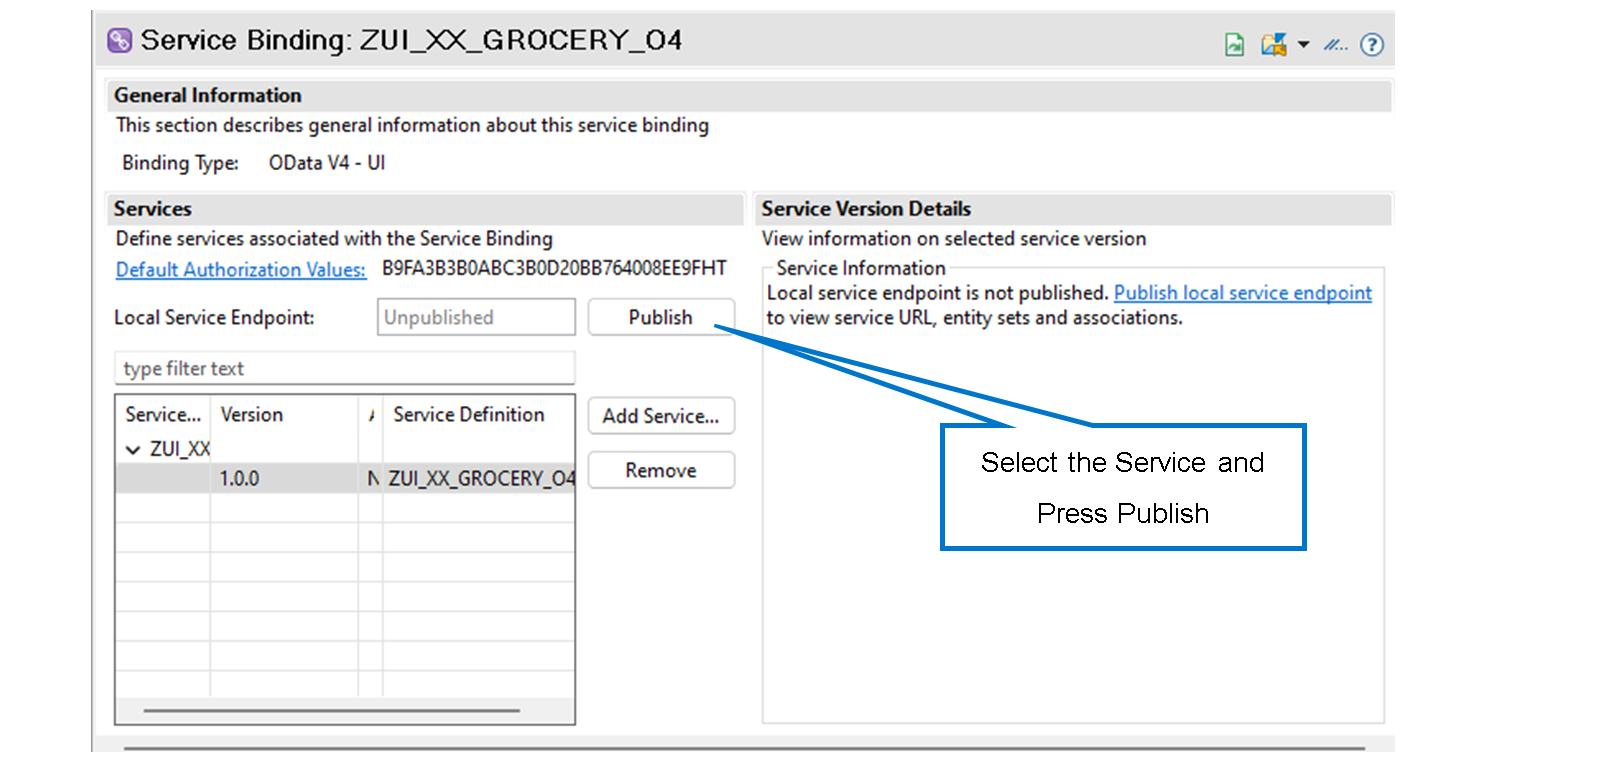 Service Binding: ZUI_XX_GROCERY_O4
General Information
This section describes general information about this service binding
Binding Type: OData V4 - UI
Services
Define services associated with the Service Binding
Default Authorization Values: B9FA3B3B0ABC3B0D20BB764008EE9FHT
Local Service Endpoint: Unpublished Publish
type filter text
Service... Version Service Definition
ZUI_XX
1.0.0 N ZUI_XX_GROCERY_O4
Add Service...
Remove
Service Version Details
View information on selected service version
Service Information
Local service endpoint is not published. Publish local service endpoint
to view service URL, entity sets and associations.
Select the Service and
Press Publish